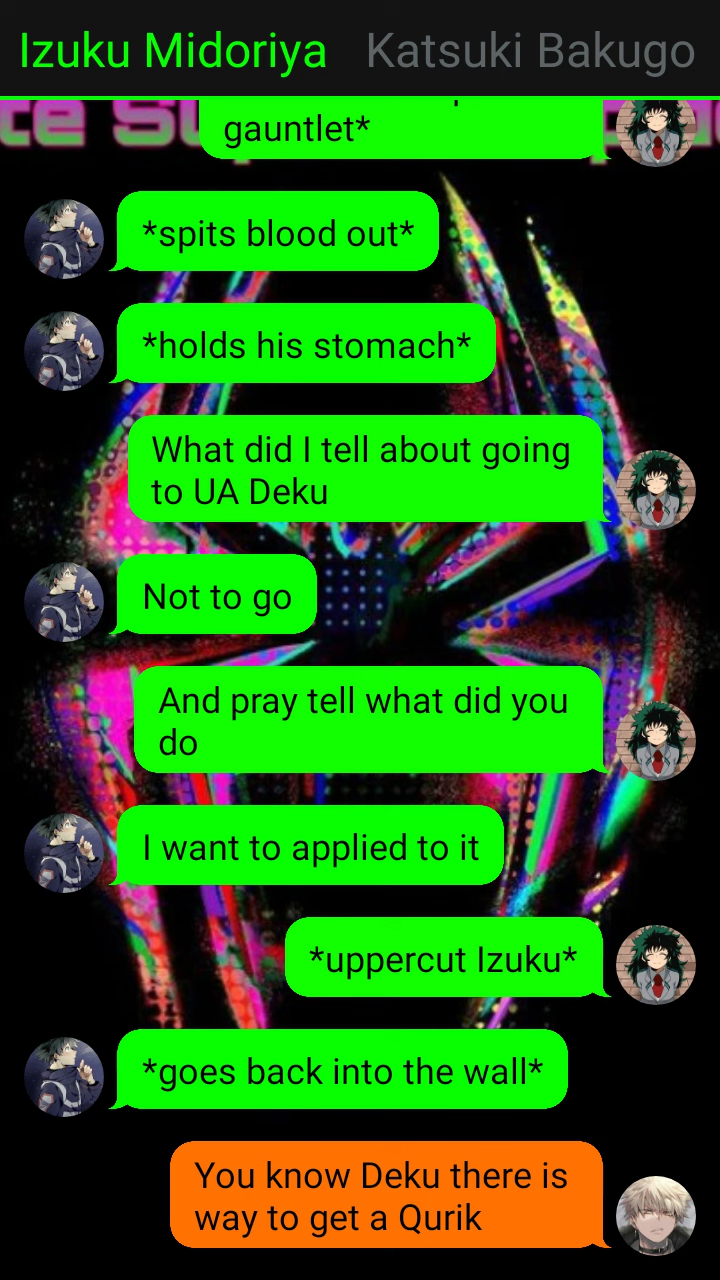 Izuku Midoriya Katsuki Bakugo
gauntlet*
*spits blood out*
*holds his stomach*
What did I tell about going
to UA Deku
Not to go
And pray tell what did you
do
I want to applied to it
*uppercut Izuku*
*goes back into the wall*
You know Deku there is
way to get a Qurik